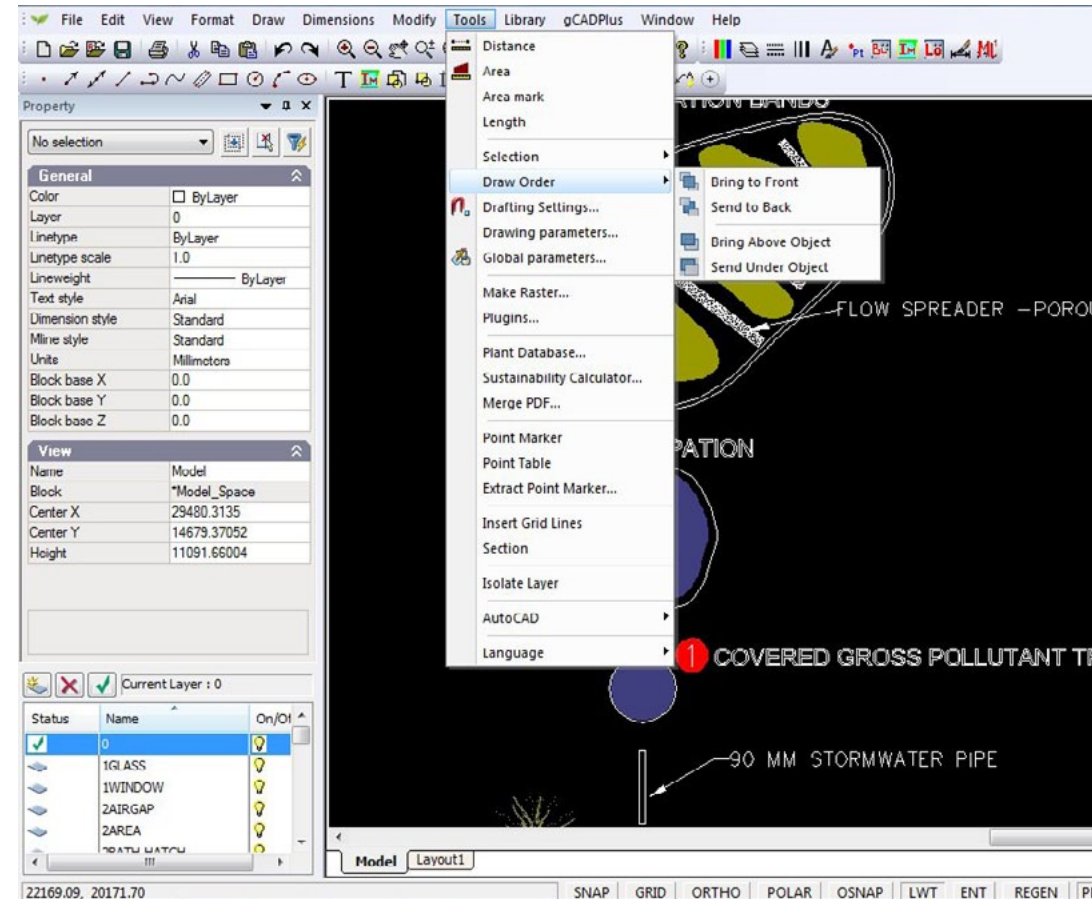 File Edit View Format Draw Dimensions Modify Tools Library gCADPlus Window Help
Property
No selection
General
Color ByLayer
Layer 0
Linetype ByLayer
Linetype scale 1.0
Lineweight ByLayer
Text style Arial
Dimension style Standard
Mline style Standard
Units Millimeters
Block base X 0.0
Block base Y 0.0
Block base Z 0.0
View
Name Model
Block *Model_Space
Center X 29480.3135
Center Y 14679.37052
Height 11091.66004
Current Layer : 0
Status Name On/Of
0
1GLASS
1WINDOW
2AIRGAP
2AREA
Distance
Area
Area mark
Length
Selection
Draw Order
Drafting Settings...
Drawing parameters...
Global parameters...
Make Raster...
Plugins...
Plant Database...
Sustainability Calculator...
Merge PDF...
Point Marker
Point Table
Extract Point Marker...
Insert Grid Lines
Section
Isolate Layer
AutoCAD
Language
Bring to Front
Send to Back
Bring Above Object
Send Under Object
BANDS
FLOW SPREADER -POROU
PATION
1 COVERED GROSS POLLUTANT TR
90 MM STORMWATER PIPE
Model Layout1
22169.09, 20171.70 SNAP GRID ORTHO POLAR OSNAP LWT ENT REGEN